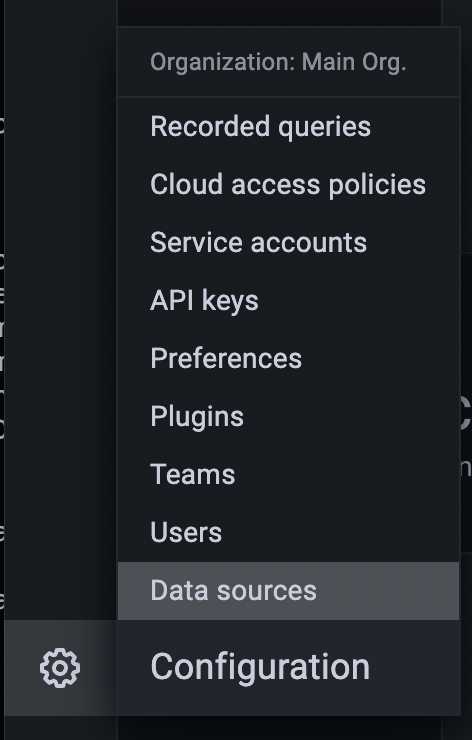 Organization: Main Org.
Recorded queries
Cloud access policies
Service accounts
API keys
Preferences
Plugins
Teams
Users
Data sources
Configuration